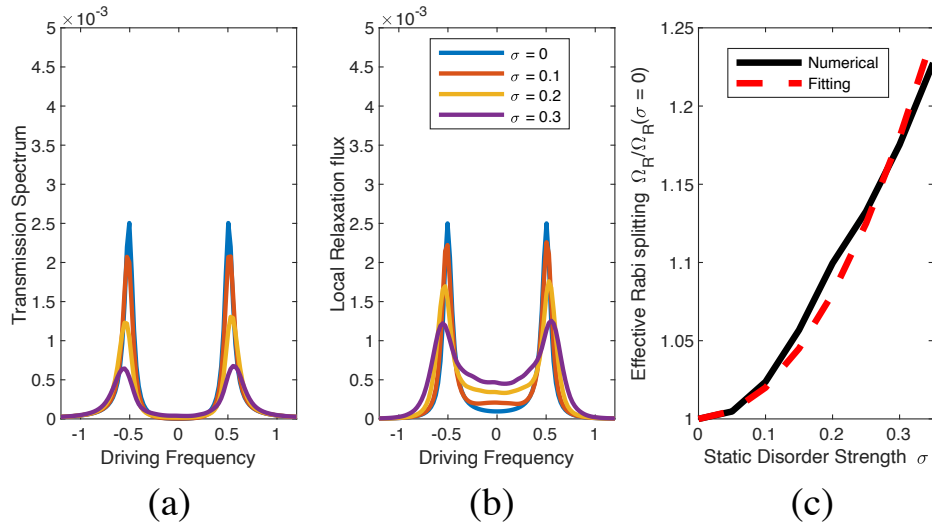 ×10⁻³
5
4.5
4
3.5
3
2.5
2
1.5
1
0.5
0
-1 -0.5 0 0.5 1
Transmission Spectrum
Driving Frequency
(a)
×10⁻³
5
4.5
4
3.5
3
2.5
2
1.5
1
0.5
0
-1 -0.5 0 0.5 1
Local Relaxation flux
Driving Frequency
σ = 0
σ = 0.1
σ = 0.2
σ = 0.3
(b)
1.25
1.2
1.15
1.1
1.05
1
0 0.1 0.2 0.3
Effective Rabi splitting Ω_R/Ω_R(σ = 0)
Static Disorder Strength σ
Numerical
Fitting
(c)